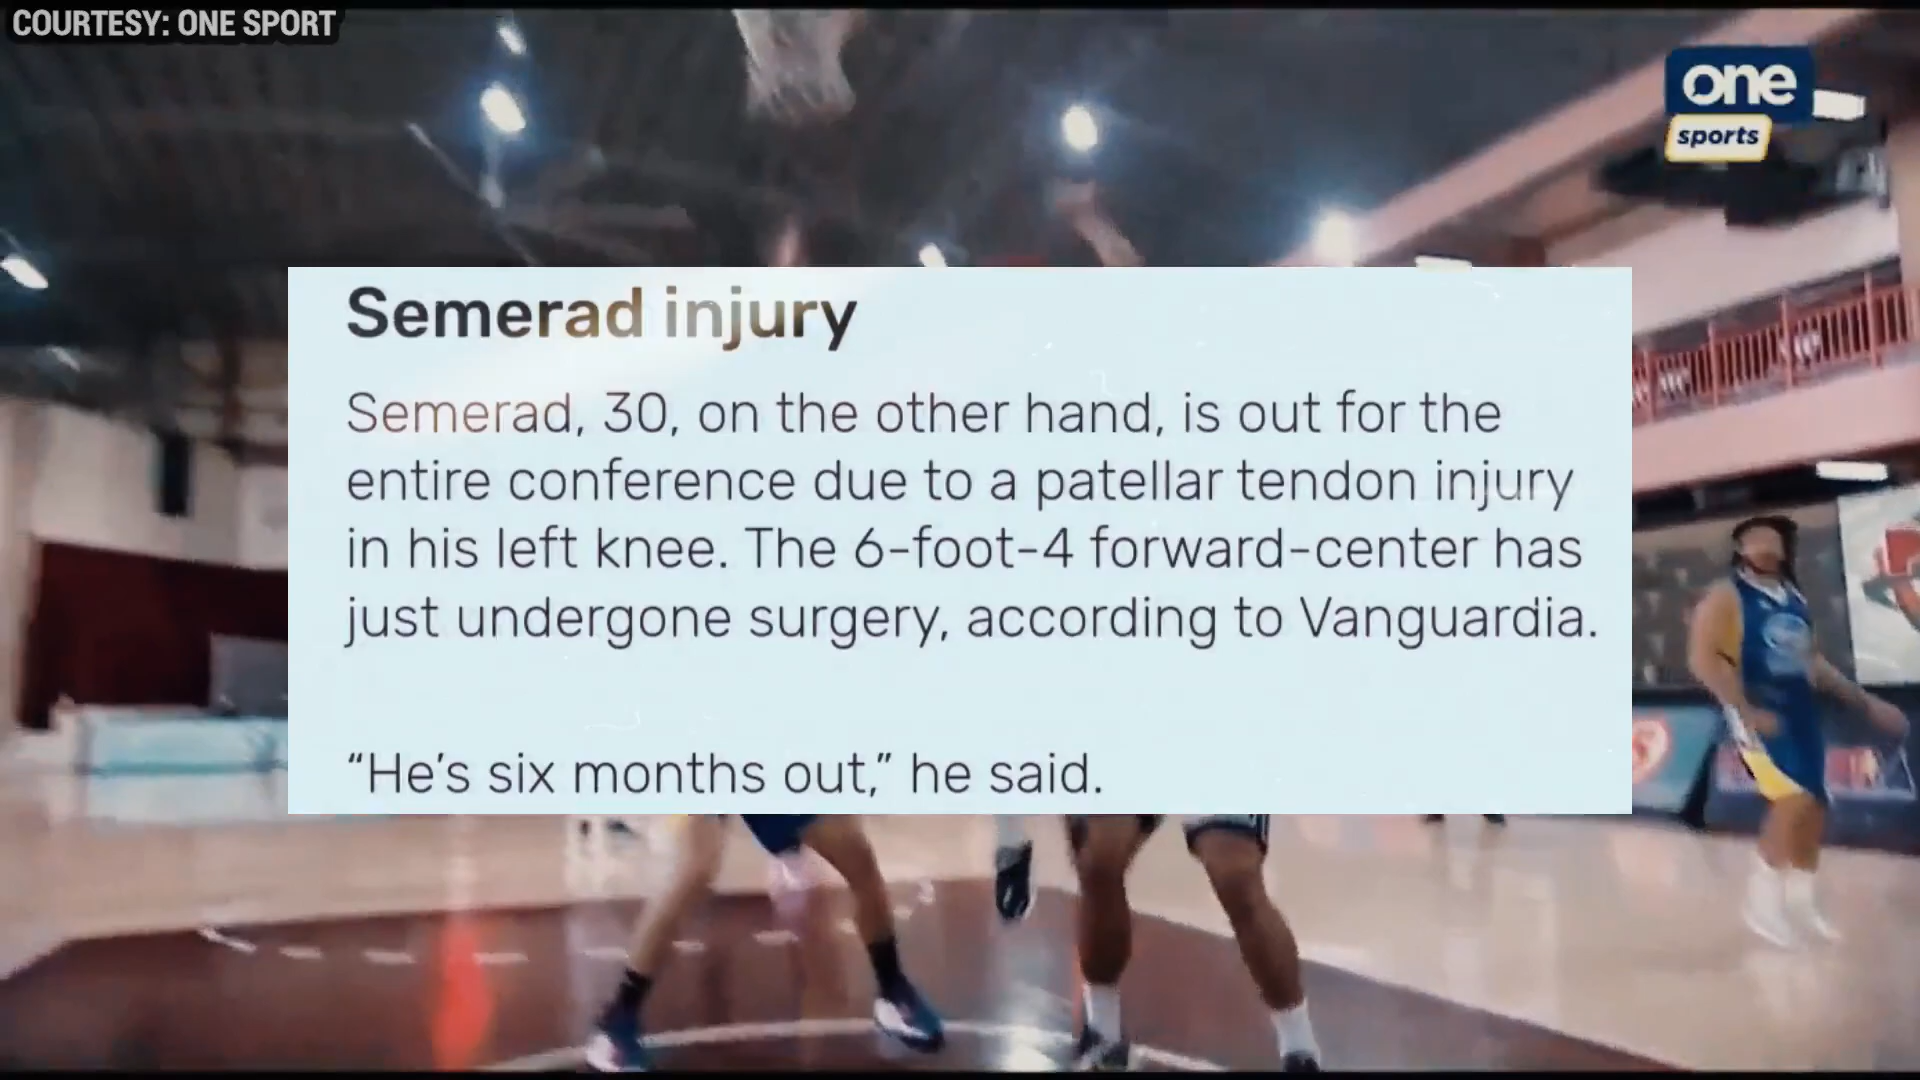 COURTESY: ONE SPORT
one
sports
Semerad injury
Semerad, 30, on the other hand, is out for the
entire conference due to a patellar tendon injury
in his left knee. The 6-foot-4 forward-center has
just undergone surgery, according to Vanguardia.
“He’s six months out,” he said.